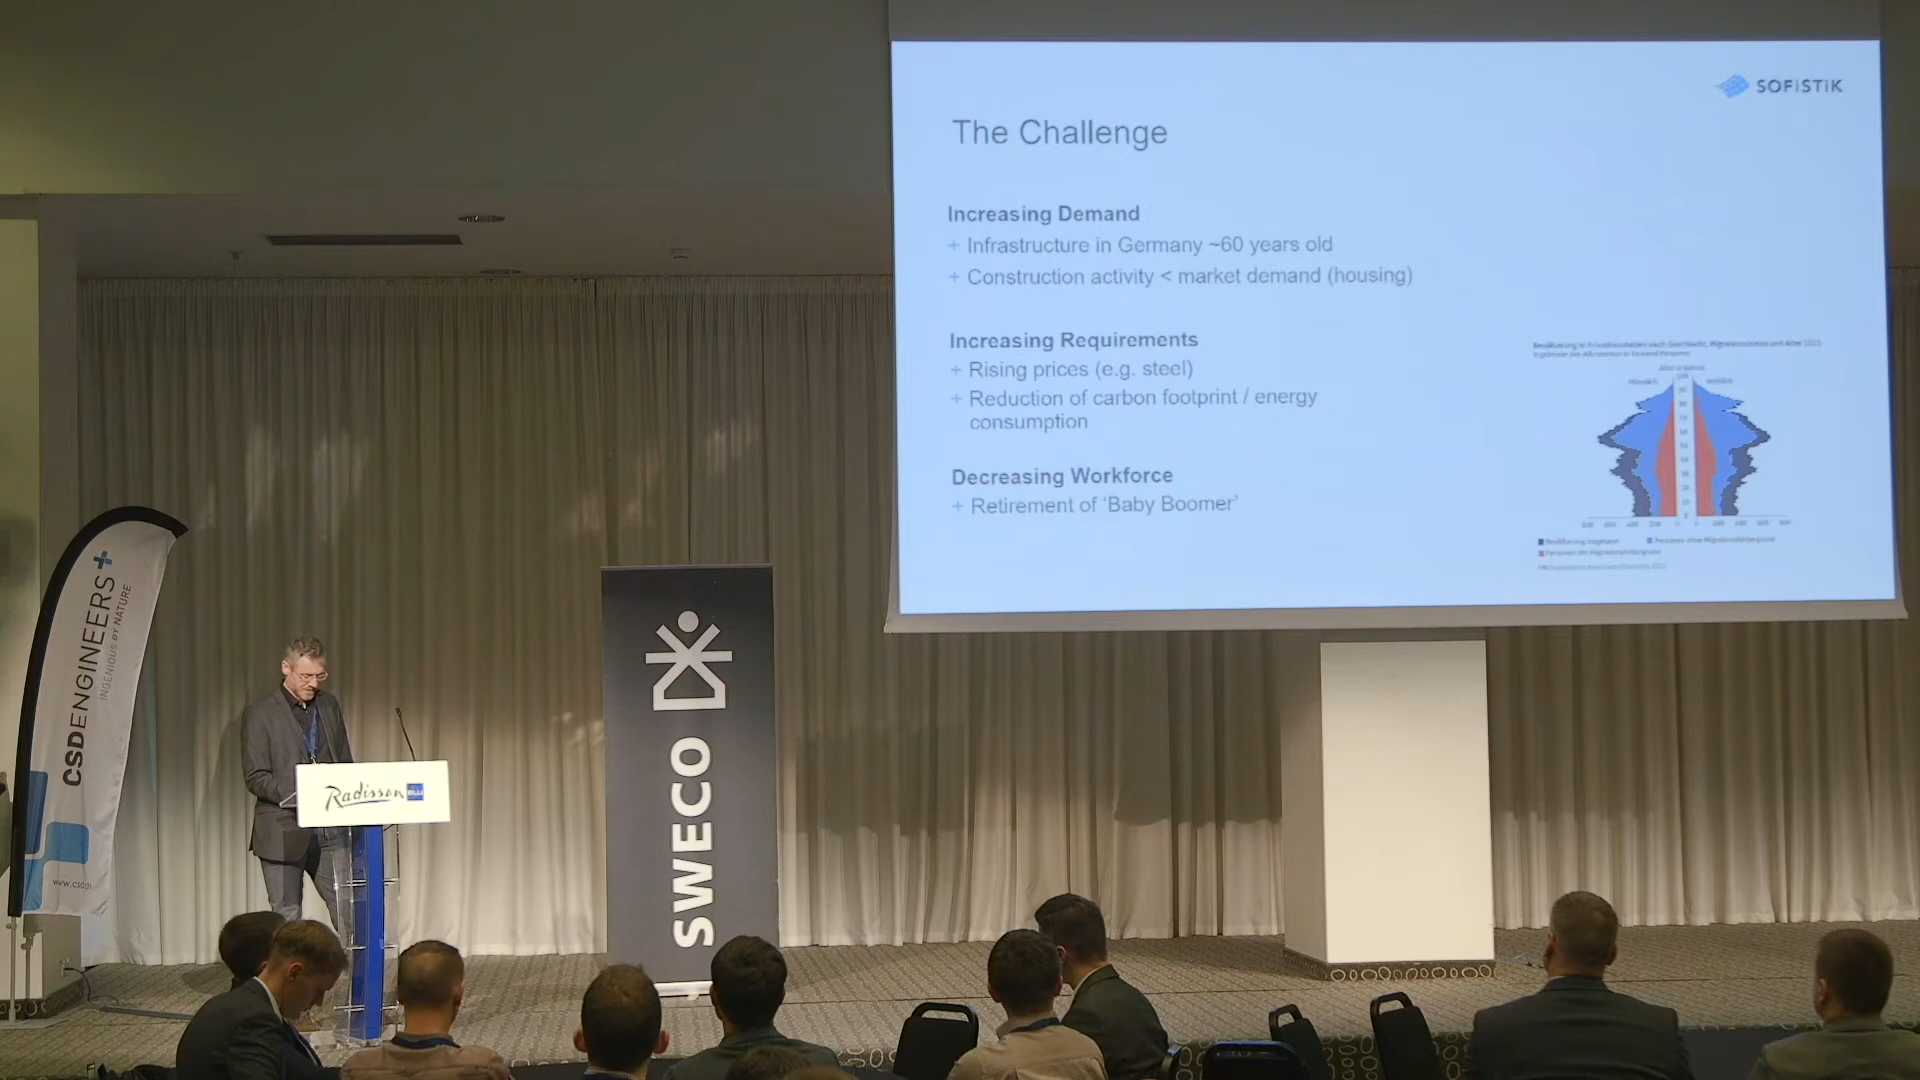 SOFiSTiK
The Challenge
Increasing Demand
+ Infrastructure in Germany ~60 years old
+ Construction activity < market demand (housing)
Increasing Requirements
+ Rising prices (e.g. steel)
+ Reduction of carbon footprint / energy
consumption
Decreasing Workforce
+ Retirement of 'Baby Boomer'
CSDENGINEERS+
INGENIOUS BY NATURE
www.csd.ch
Radisson BLU
SWECO